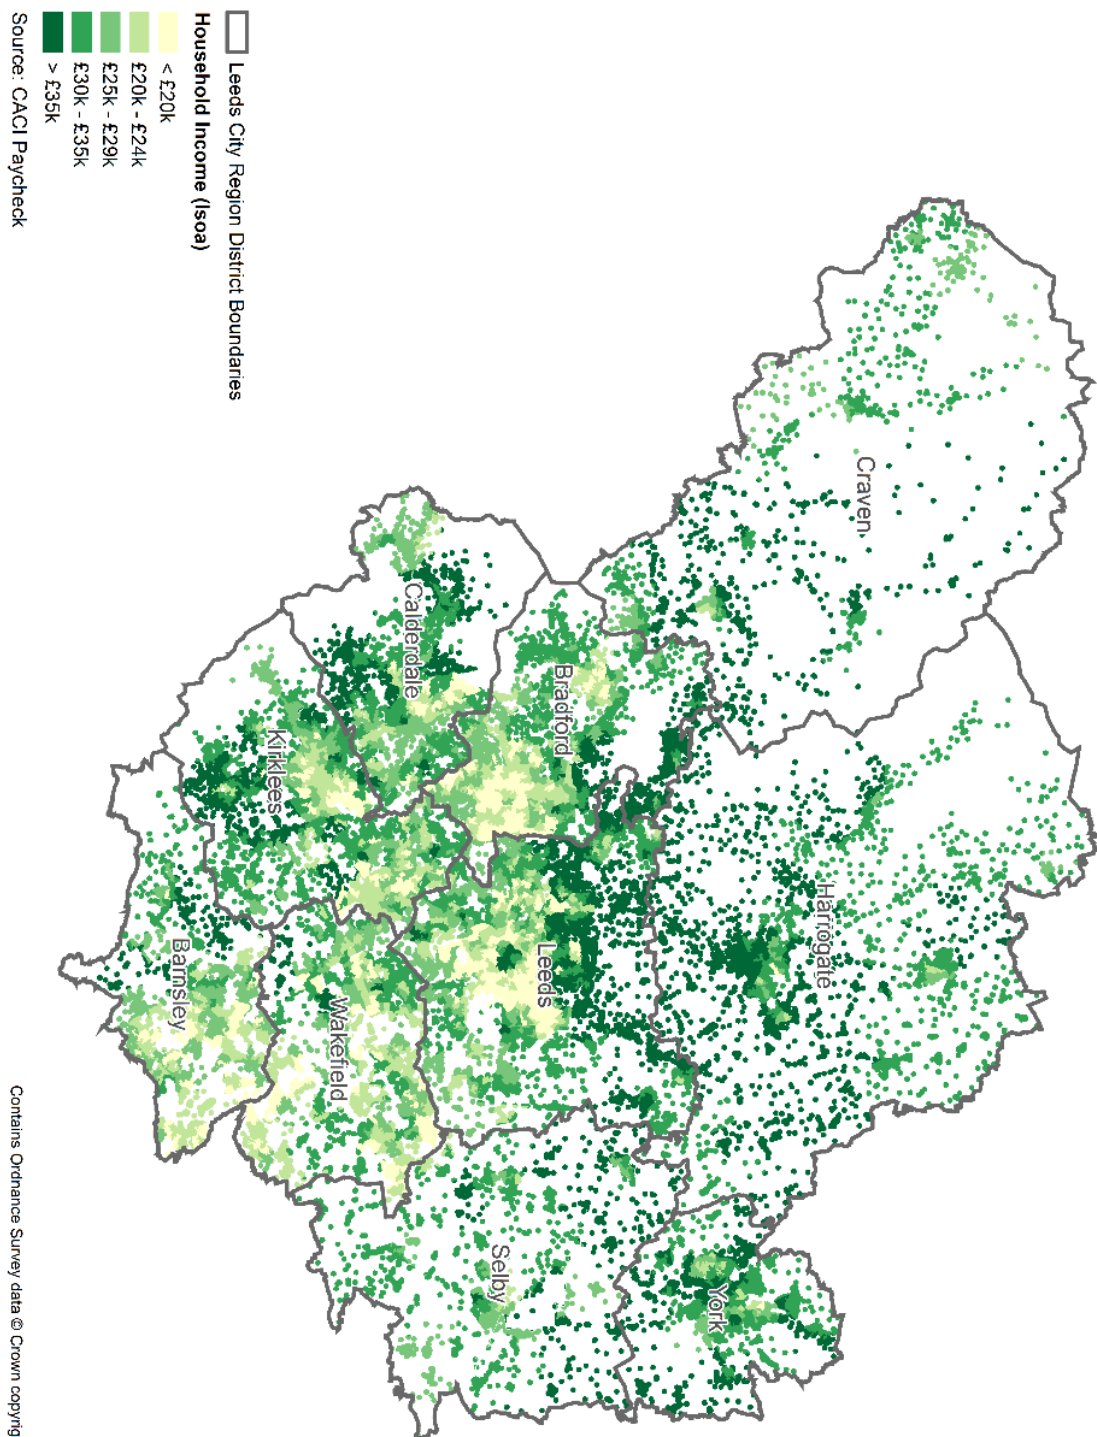 Craven
Harrogate
Bradford
Leeds
York
Calderdale
Selby
Kirklees
Wakefield
Barnsley
Leeds City Region District Boundaries
Household Income (lsoa)
< £20k
£20k - £24k
£25k - £29k
£30k - £35k
> £35k
Source: CACI Paycheck
Contains Ordnance Survey data © Crown copyrig